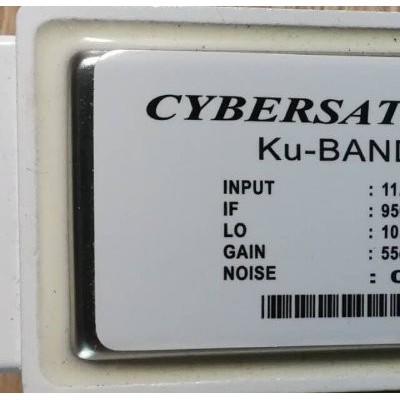 CYBERSAT
Ku-BAND
INPUT : 11.
IF : 95
LO : 10
GAIN : 55
NOISE :